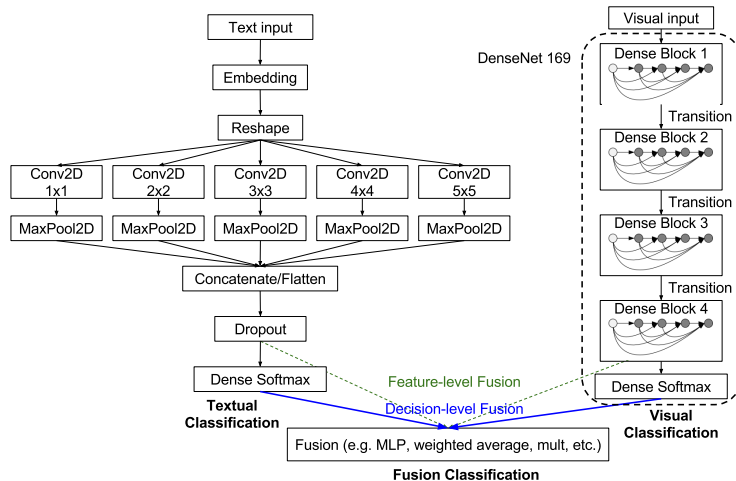 Text input
Embedding
Reshape
Conv2D
1x1
Conv2D
2x2
Conv2D
3x3
Conv2D
4x4
Conv2D
5x5
MaxPool2D
MaxPool2D
MaxPool2D
MaxPool2D
MaxPool2D
Concatenate/Flatten
Dropout
Dense Softmax
Textual
Classification
Visual input
DenseNet 169
Dense Block 1
Transition
Dense Block 2
Transition
Dense Block 3
Transition
Dense Block 4
Dense Softmax
Visual
Classification
Feature-level Fusion
Decision-level Fusion
Fusion (e.g. MLP, weighted average, mult, etc.)
Fusion Classification